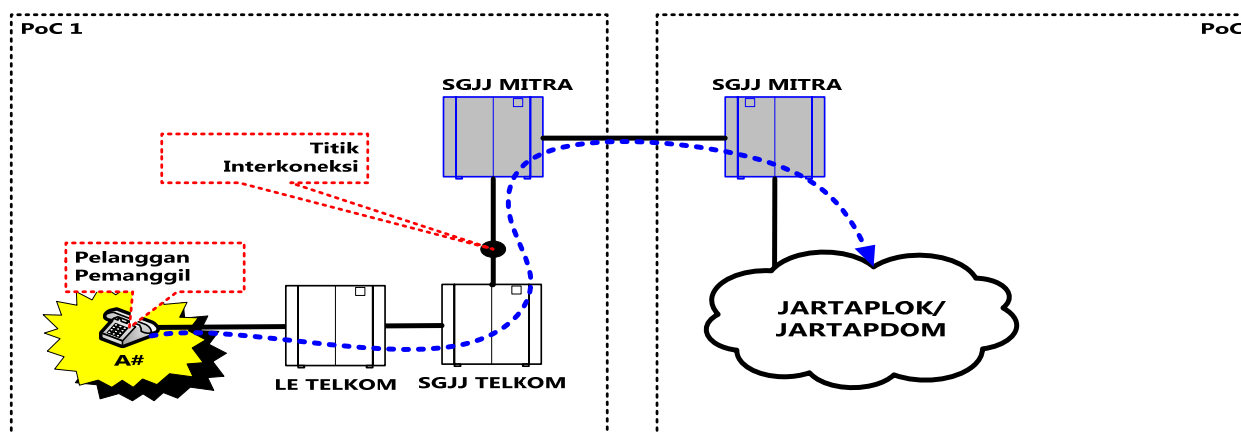 PoC 1
PoC
SGJJ MITRA
SGJJ MITRA
Titik
Interkoneksi
Pelanggan
Pemanggil
A#
LE TELKOM
SGJJ TELKOM
JARTAPLOK/
JARTAPDOM